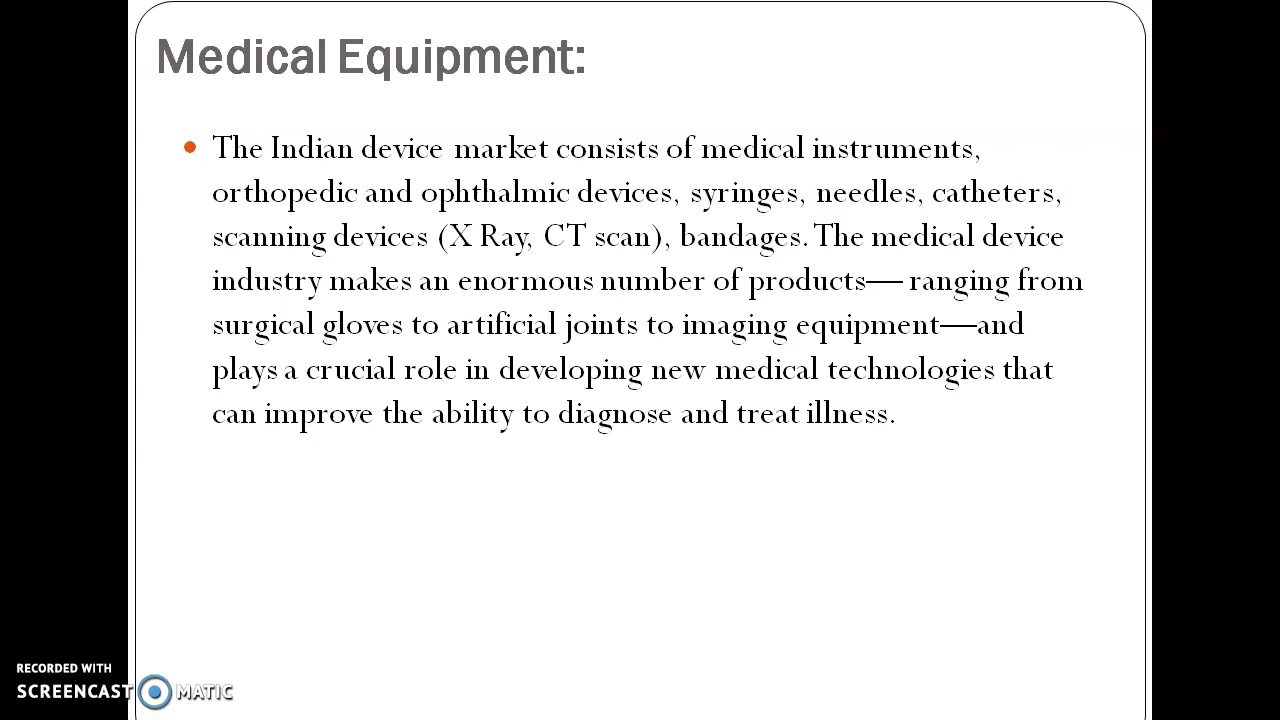 Medical Equipment:
The Indian device market consists of medical instruments,
orthopedic and ophthalmic devices, syringes, needles, catheters,
scanning devices (X Ray, CT scan), bandages. The medical device
industry makes an enormous number of products— ranging from
surgical gloves to artificial joints to imaging equipment—and
plays a crucial role in developing new medical technologies that
can improve the ability to diagnose and treat illness.
RECORDED WITH
SCREENCAST MATIC